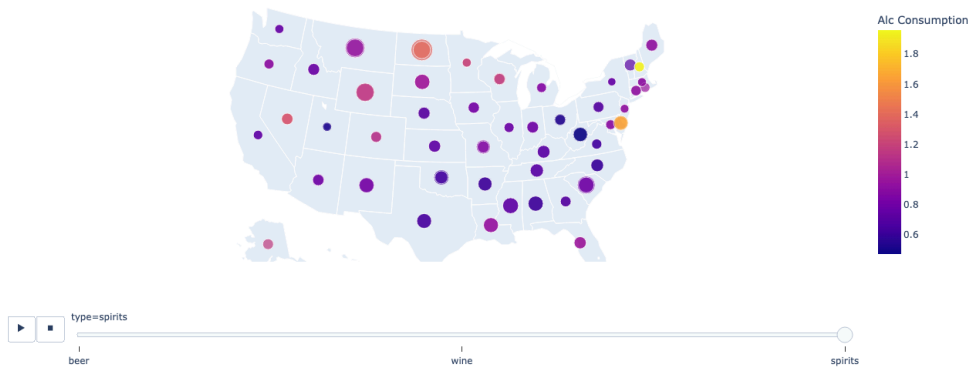 Alc Consumption
1.8
1.6
1.4
1.2
1
0.8
0.6
type=spirits
beer
wine
spirits